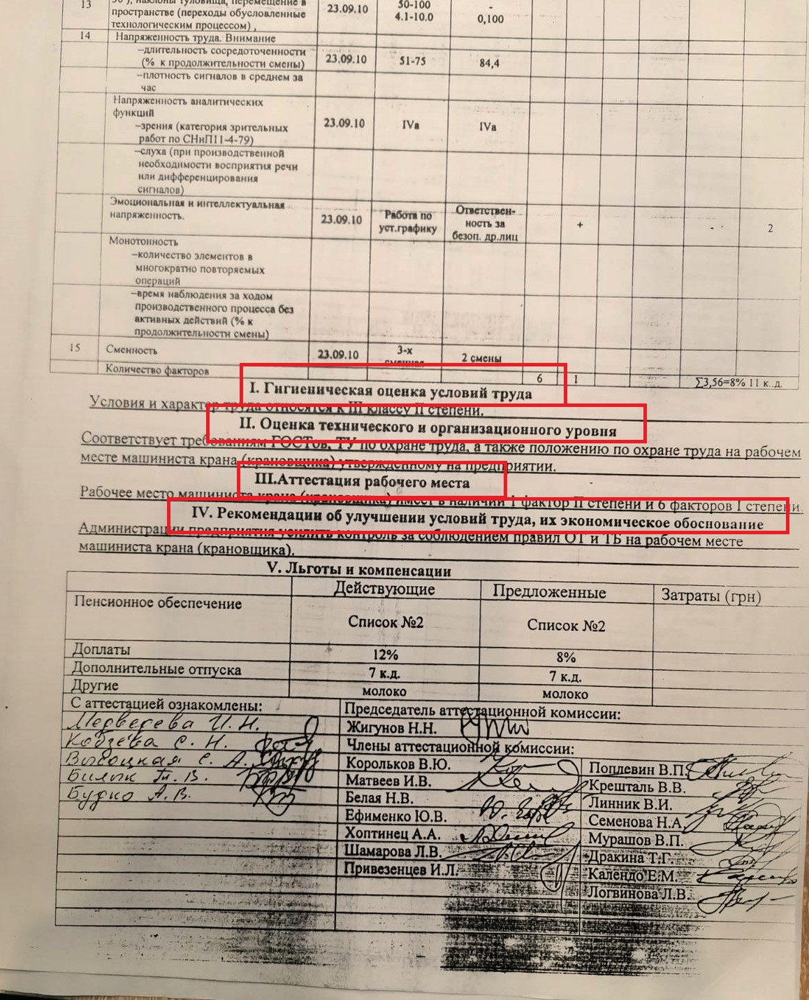 13
50°), наклоны туловища, перемещение в пространстве (переходы обусловленные технологическим процессом) ,
23.09.10
50-100
4.1-10.0
-
0,100
14
Напряженность труда. Внимание
–длительность сосредоточенности
(% к продолжительности смены)
23.09.10
51-75
84,4
–плотность сигналов в среднем за
час
Напряженность аналитических
функций
–зрения (категория зрительных
работ по СНиП11-4-79)
23.09.10
IVа
IVа
–слуха (при производственной
необходимости восприятия речи
или дифференцирования
сигналов)
Эмоциональная и интеллектуальная
напряженность.
23.09.10
Работа по
уст.графику
Ответствен-
ность за
безоп. др.лиц
+
-
2
Монотонность
–количество элементов в
многократно повторяемых
операций
–время наблюдения за ходом
производственного процесса без
активных действий (% к
продолжительности смены)
15
Сменность
23.09.10
3-х
2 смены
Количество факторов
6
1
∑3,56=8% 11 к.д.
I. Гигиеническая оценка условий труда
Условия и характер труда относятся к III классу II степени.
II. Оценка технического и организационного уровня
Соответствует требованиям ГОСТов, ТУ по охране труда, а также положению по охране труда на рабочем
месте машиниста крана (крановщика) утвержденному на предприятии.
III.Аттестация рабочего места
Рабочее место машиниста крана (крановщика) имеет в наличии 1 фактор II степени и 6 факторов I степени.
IV. Рекомендации об улучшении условий труда, их экономическое обоснование
Администрации предприятия усилить контроль за соблюдением правил ОТ и ТБ на рабочем месте
машиниста крана (крановщика).
V. Льготы и компенсации
Действующие
Предложенные
Затраты (грн)
Пенсионное обеспечение
Список №2
Список №2
Доплаты
12%
8%
Дополнительные отпуска
7 к.д.
7 к.д.
Другие
молоко
молоко
С аттестацией ознакомлены:
Председатель аттестационной комиссии:
Медведева И. Н.
Жигунов Н.Н.
Кобзева С. Н.
Члены аттестационной комиссии:
Высоцкая С. А.
Корольков В.Ю.
Поплевин В.П.
Билык Т. В.
Матвеев И.В.
Крешталь В.В.
Будко А. В.
Белая Н.В.
Линник В.И.
Ефименко Ю.В.
Семенова Н.А.
Хоптинец А.А.
Мурашов В.П.
Шамарова Л.В.
Дракина Т.Г.
Привезенцев И.Л.
Календо Е.М.
Логвинова Л.В.